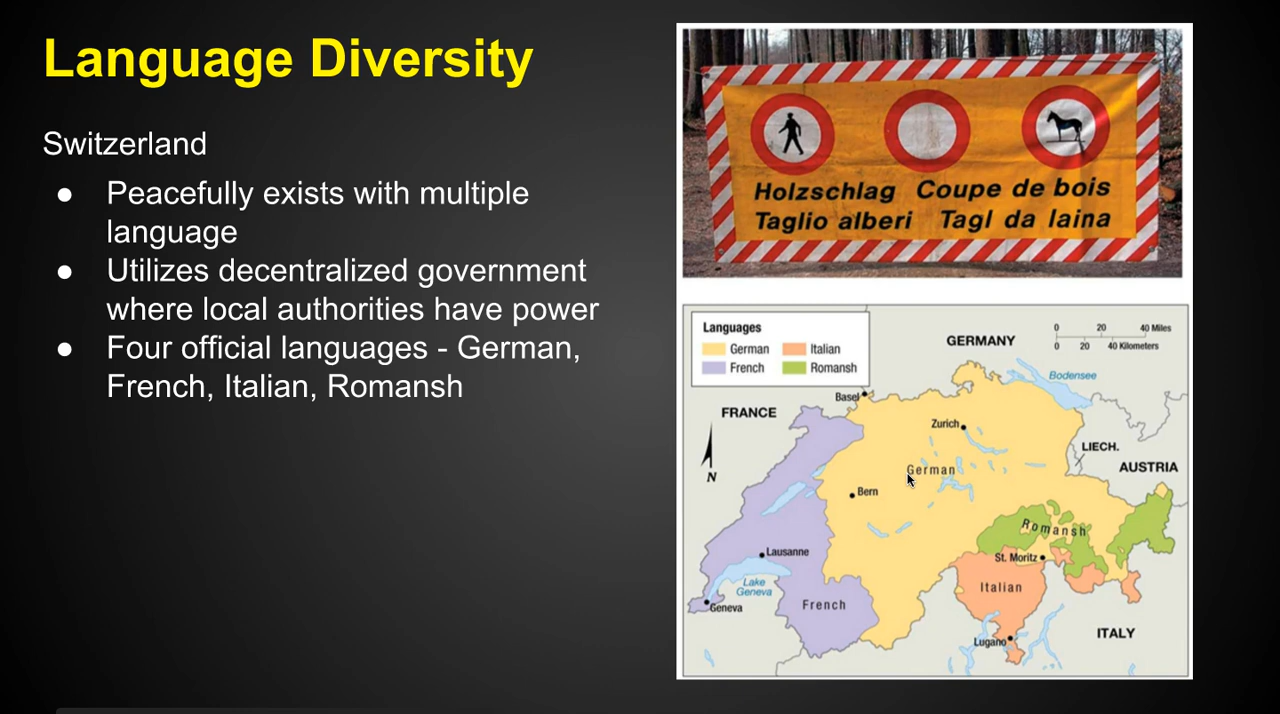 Language Diversity
Switzerland
● Peacefully exists with multiple
language
● Utilizes decentralized government
where local authorities have power
● Four official languages - German,
French, Italian, Romansh
Holzschlag Coupe de bois
Taglio alberi Tagl da laina
Languages
German Italian
French Romansh
0 20 40 Miles
0 20 40 Kilometers
GERMANY
Bodensee
Basel
FRANCE
Zurich
LIECH.
AUSTRIA
N
German
Bern
Romansh
Lausanne
St. Moritz
Lake
Geneva
Italian
Geneva
French
Lugano
ITALY